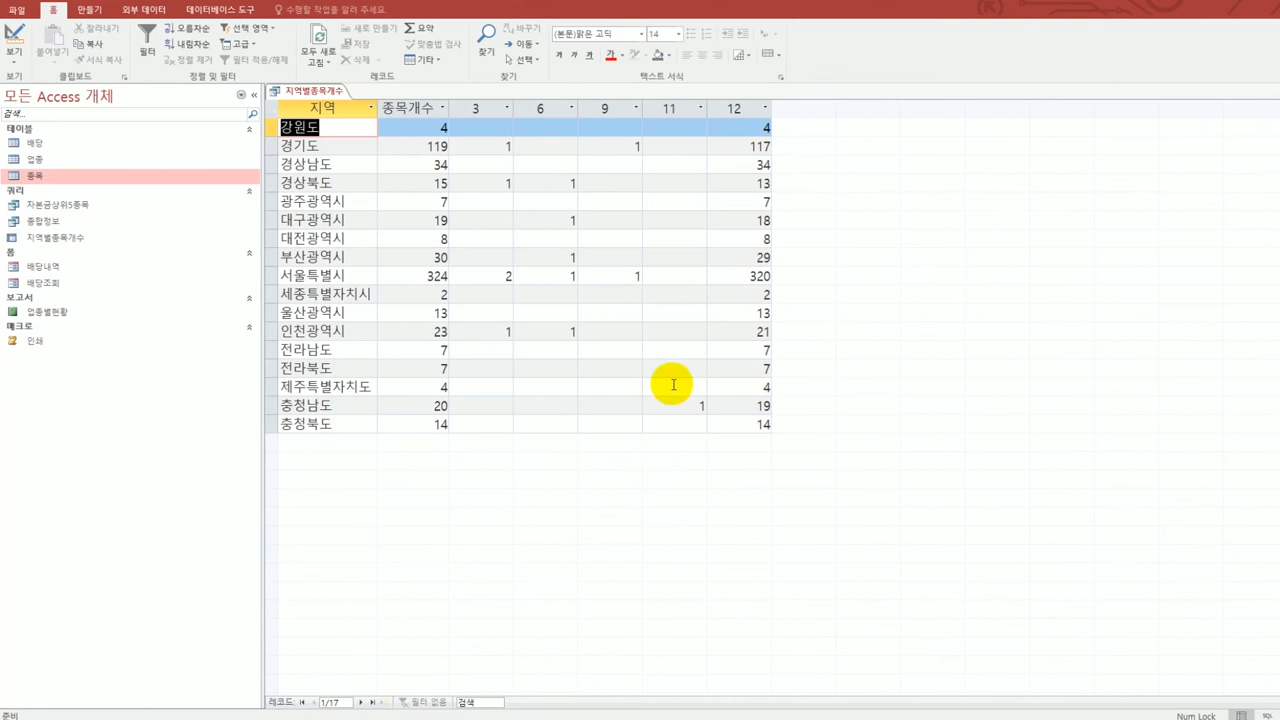 파일 홈 만들기 외부 데이터 데이터베이스 도구 수행할 작업을 알려 주세요.
보기 붙여넣기 잘라내기 복사 서식 복사 필터 오름차순 내림차순 정렬 제거 선택 영역 고급 필터 적용/해제 모두 새로 고침 새로 만들기 저장 삭제 요약 맞춤법 검사 기타 찾기 바꾸기 이동 선택 (본문)맑은 고딕 14
가 가 가 가
보기 클립보드 정렬 및 필터 레코드 찾기 텍스트 서식
모든 Access 개체
검색...
테이블
배당
업종
종목
쿼리
자본금상위5종목
종합정보
지역별종목개수
폼
배당내역
배당조회
보고서
업종별현황
매크로
인쇄
지역별종목개수
지역 종목개수 3 6 9 11 12
강원도 4 4
경기도 119 1 1 117
경상남도 34 34
경상북도 15 1 1 13
광주광역시 7 7
대구광역시 19 1 18
대전광역시 8 8
부산광역시 30 1 29
서울특별시 324 2 1 1 320
세종특별자치시 2 2
울산광역시 13 13
인천광역시 23 1 1 21
전라남도 7 7
전라북도 7 7
제주특별자치도 4 4
충청남도 20 1 19
충청북도 14 14
레코드: 1/17 필터 없음 검색
준비 Num Lock SQL